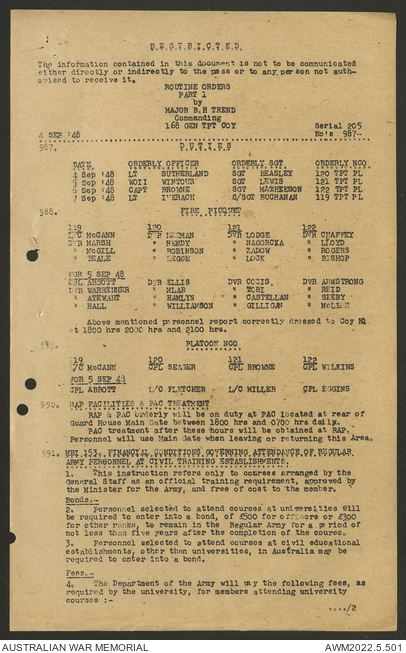 RESTRICTED
The information contained in this document is not to be communicated
either directly or indirectly to the pess or to any person not auth-
orised to receive it.
ROUTINE ORDERS
PART 1
by
MAJOR B.H TREND
Commanding
168 GEN TPT COY Serial 205
4 SEP '48 No's 987-
987. DUTIES
DATE ORDERLY OFFICER ORDERLY SGT ORDERLY NCO
4 Sep '48 LT SUTHERLAND SGT BEASLEY 120 TPT PL
5 Sep '48 WOII WINTOUR SGT LEWIS 121 TPT PL
6 Sep '48 CAPT BROWNE SGT MATHEESON 122 TPT PL
7 Sep '48 LT IVERACH S/SGT BUCHANAN 119 TPT PL
988. FIRE PICQUET
119 120 121 122
L/C McCANN DVR DVR LODGE DVR CHAFFEY
DVR MARSH " HENDY " NAGORCKA " LLOYD
" McGILL " ROBINSON " ZADOW " ROGERS
" TEALE " LEGGE " LOCK " BISHOP
FOR 5 SEP 48
CPL ABBOTT DVR ELLIS DVR DVR ARMSTRONG
DVR " MLAR " TORI " REID
" STEWART " HAMLYN " CASTELLAN " SEEBY
" HALL " WILLIAMSON " GILLIGAN "
Above mentioned presonnel report correctly dressed to Coy HQ
at 1800 hrs 2000 hrs and 2100 hrs.
989. PLATOON NCO
119 120 121 122
L/C McCANN CPL SEAMER CPL BROWNE CPL WILKINS
FOR 5 SEP 48
CPL ABBOTT L/C FLETCHER L/C MILLER CPL EGGINS
990. RAP FACILITIES & PAC TREATMENT
RAP & PAC Orderly will be on duty at PAC located at rear of
Guard House Main Gate between 1800 hrs and 0700 hrs daily.
PAC treatment after these hours will be obtained at RAP.
Personnel will use Main Gate when leaving or returning this Area.
991. MBI 153. FINANCIAL CONDITIONS GOVERNING ATTENDANCE OF REGULAR
ARMY PERSONNEL AT CIVIL TRAINING ESTABLISHMENTS.
1. This instruction refers only to courses arranged by the
General Staff as an official training requirement, approved by
the Minister for the Army, and free of cost to the member.
Bonds.-
2. Personnel selected to attend courses at universities will
be required to enter into a bond, of £500 for officers or £300
for other ranks, to remain in the Regular Army for a period of
not less than five years after the completion of the course.
3. Personnel selected to attend courses at civil educational
establishments, other than universities, in Australia may be
required to enter into a bond.
Fees.-
4. The Department of the Army will pay the following fees, as
required by the university, for members attending university
courses :-
..../2
AUSTRALIAN WAR MEMORIAL AWM2022.5.501